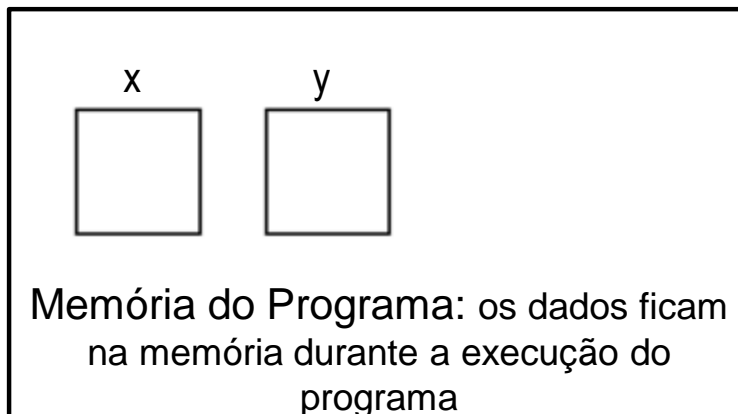 x y
Memória do Programa: os dados ficam
na memória durante a execução do
programa